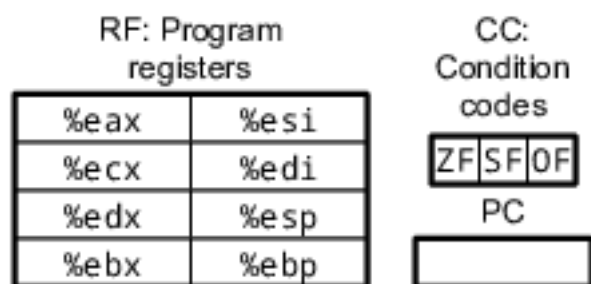 RF: Program
registers
%eax %esi
%ecx %edi
%edx %esp
%ebx %ebp
CC:
Condition
codes
ZF SF OF
PC